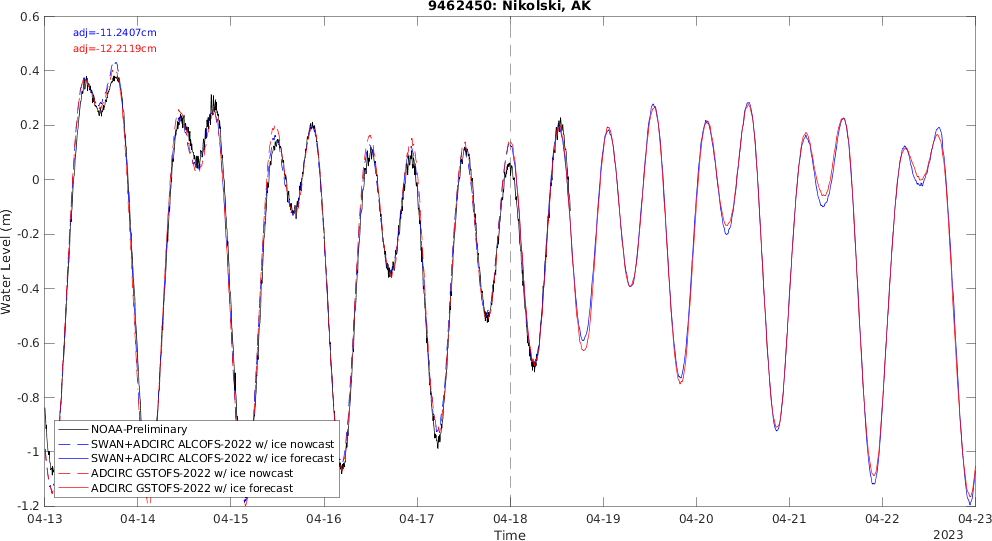 9462450: Nikolski, AK
adj=-11.2407cm
adj=-12.2119cm
0.6
0.4
0.2
0
-0.2
-0.4
-0.6
-0.8
-1
-1.2
Water Level (m)
NOAA-Preliminary
SWAN+ADCIRC ALCOFS-2022 w/ ice nowcast
SWAN+ADCIRC ALCOFS-2022 w/ ice forecast
ADCIRC GSTOFS-2022 w/ ice nowcast
ADCIRC GSTOFS-2022 w/ ice forecast
04-13 04-14 04-15 04-16 04-17 04-18 04-19 04-20 04-21 04-22 04-23
Time
2023